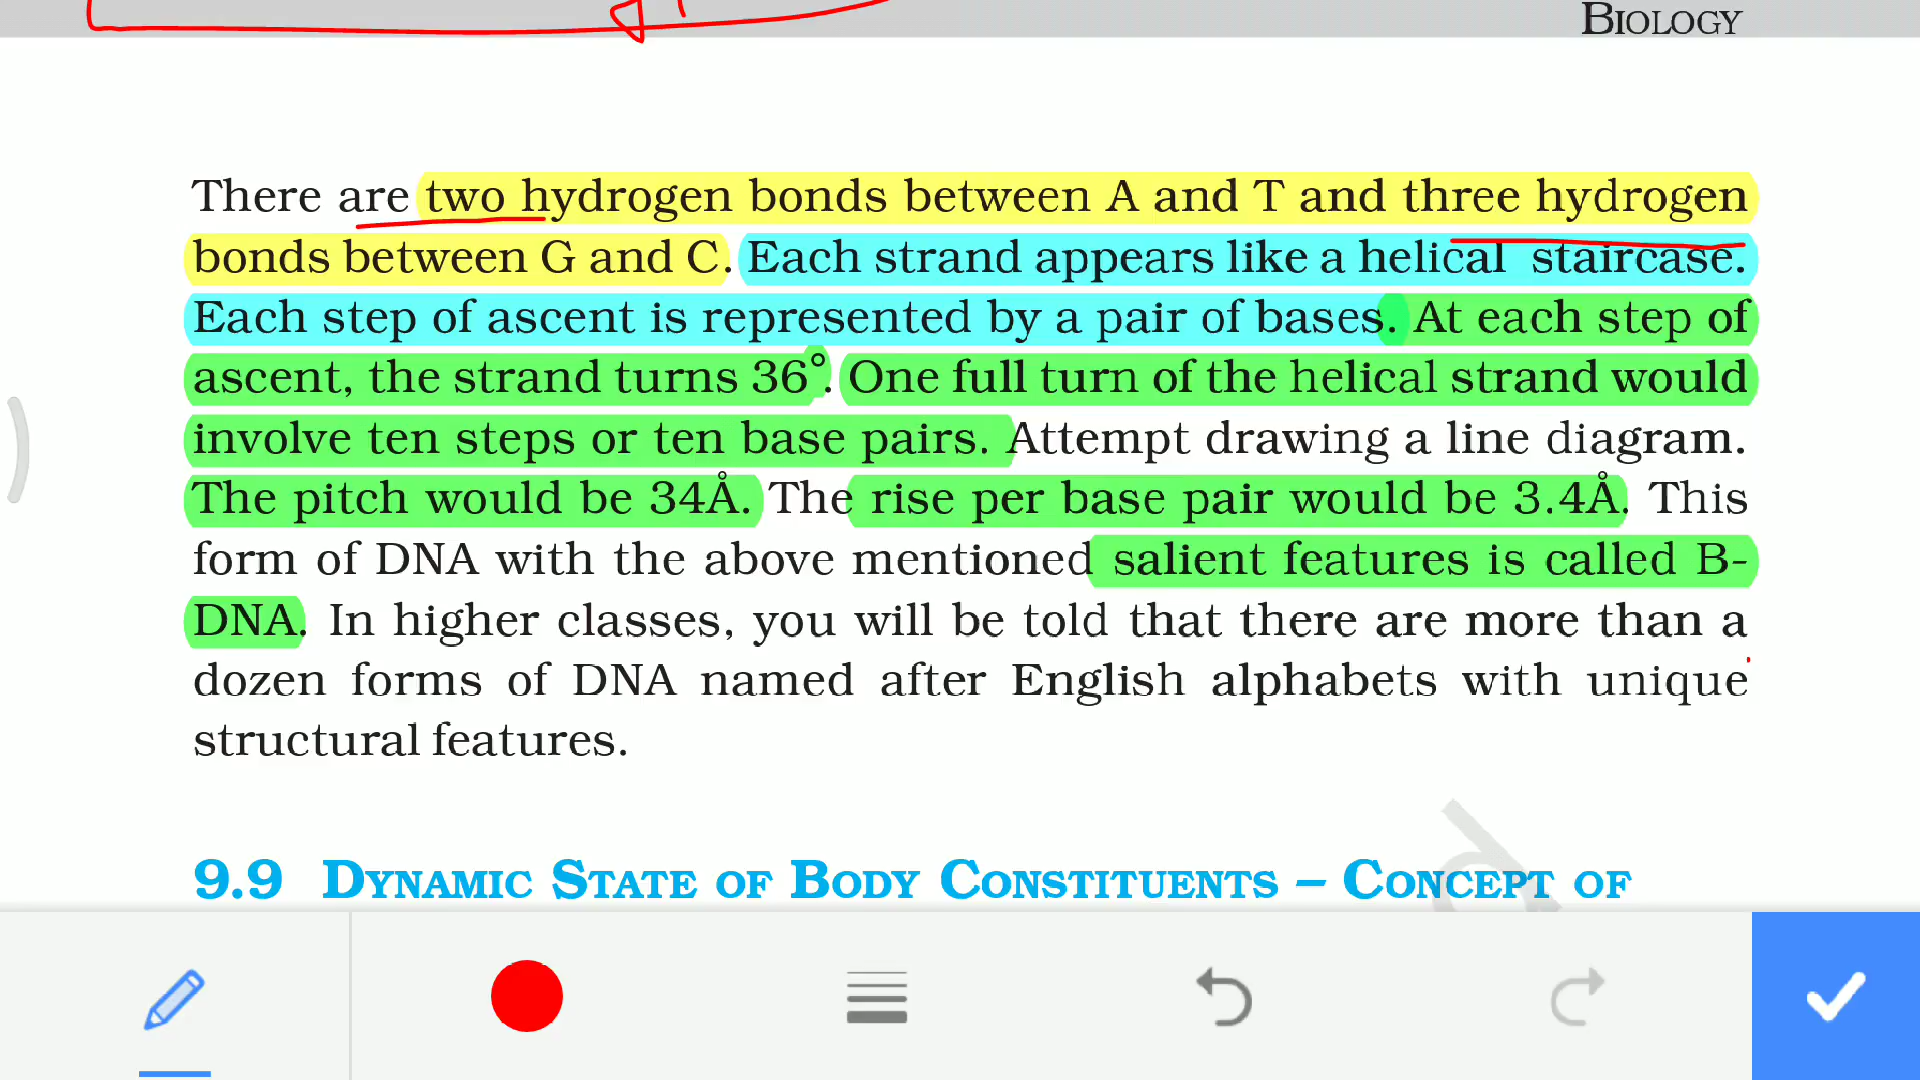 BIOLOGY
There are two hydrogen bonds between A and T and three hydrogen
bonds between G and C. Each strand appears like a helical staircase.
Each step of ascent is represented by a pair of bases. At each step of
ascent, the strand turns 36°. One full turn of the helical strand would
involve ten steps or ten base pairs. Attempt drawing a line diagram.
The pitch would be 34Å. The rise per base pair would be 3.4Å. This
form of DNA with the above mentioned salient features is called B-
DNA. In higher classes, you will be told that there are more than a
dozen forms of DNA named after English alphabets with unique
structural features.
9.9 DYNAMIC STATE OF BODY CONSTITUENTS – CONCEPT OF
d